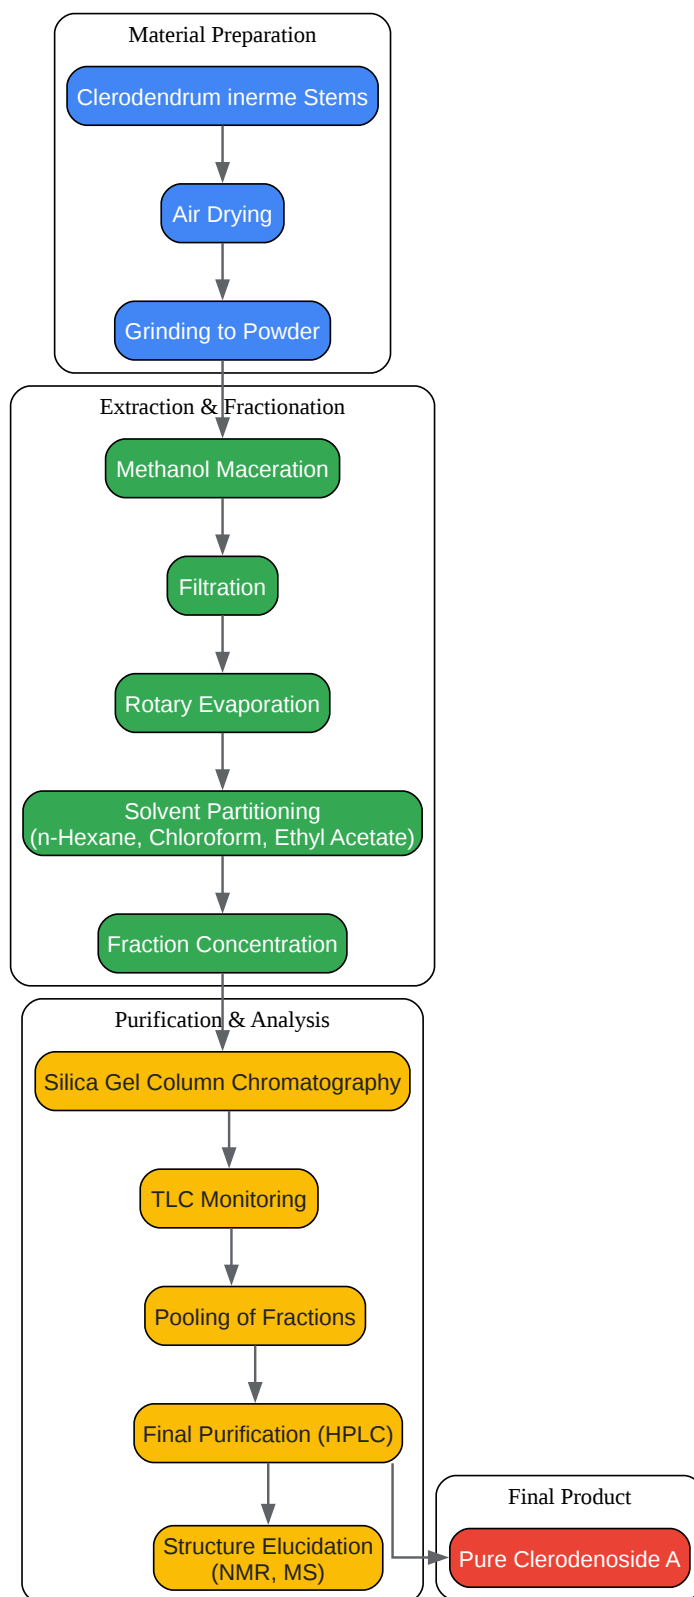 Material Preparation
Clerodendrum inerme Stems
Air Drying
Grinding to Powder
Extraction & Fractionation
Methanol Maceration
Filtration
Rotary Evaporation
Solvent Partitioning
(n-Hexane, Chloroform, Ethyl Acetate)
Fraction Concentration
Purification & Analysis
Silica Gel Column Chromatography
TLC Monitoring
Pooling of Fractions
Final Purification (HPLC)
Structure Elucidation
(NMR, MS)
Final Product
Pure Clerodenoside A